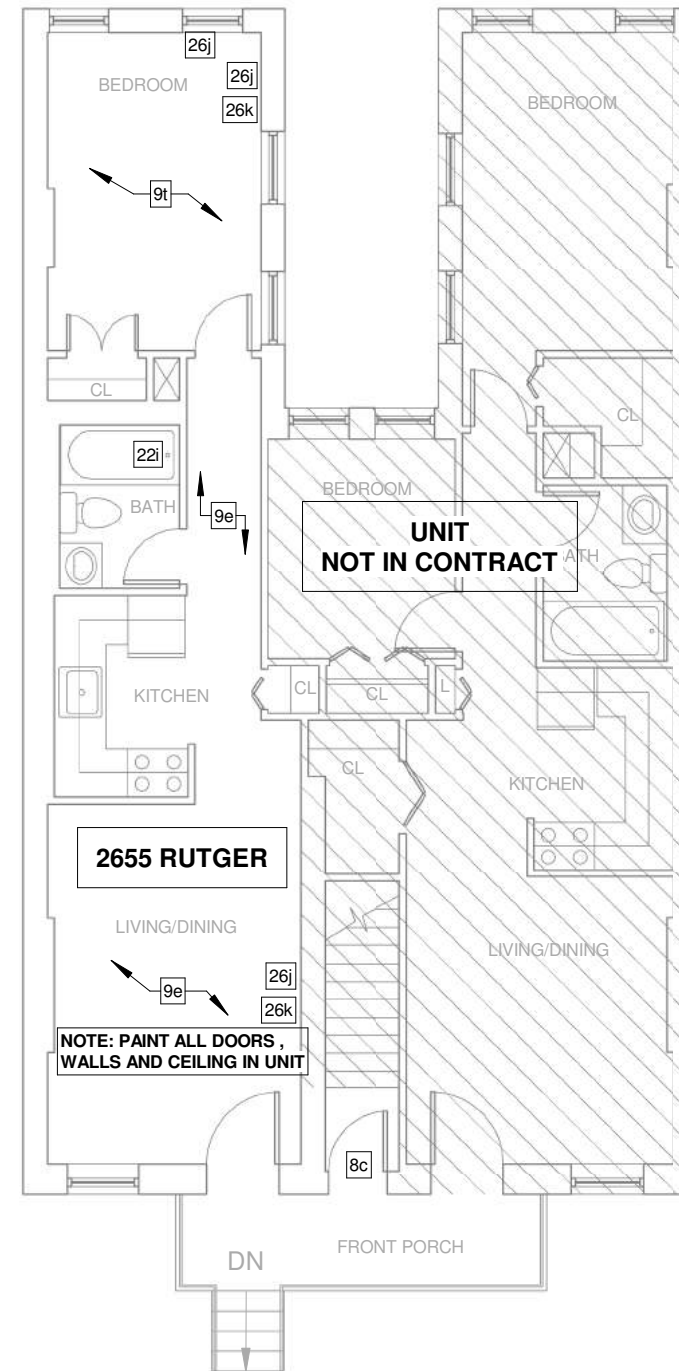 26j
26j
BEDROOM
BEDROOM
26k
9t
CL
CL
22i
BEDROOM
BATH
9e
UNIT
NOT IN CONTRACT
BATH
KITCHEN
CL
CL
L
CL
KITCHEN
2655 RUTGER
LIVING/DINING
LIVING/DINING
26j
9e
26k
NOTE: PAINT ALL DOORS ,
WALLS AND CEILING IN UNIT
8c
FRONT PORCH
DN